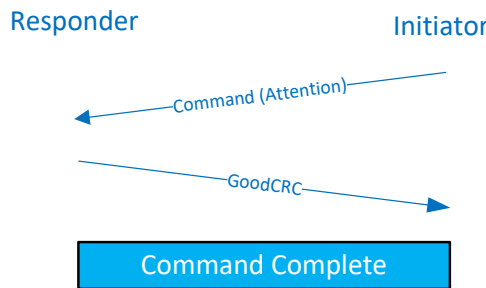 Responder
Initiator
Command (Attention)
GoodCRC
Command Complete